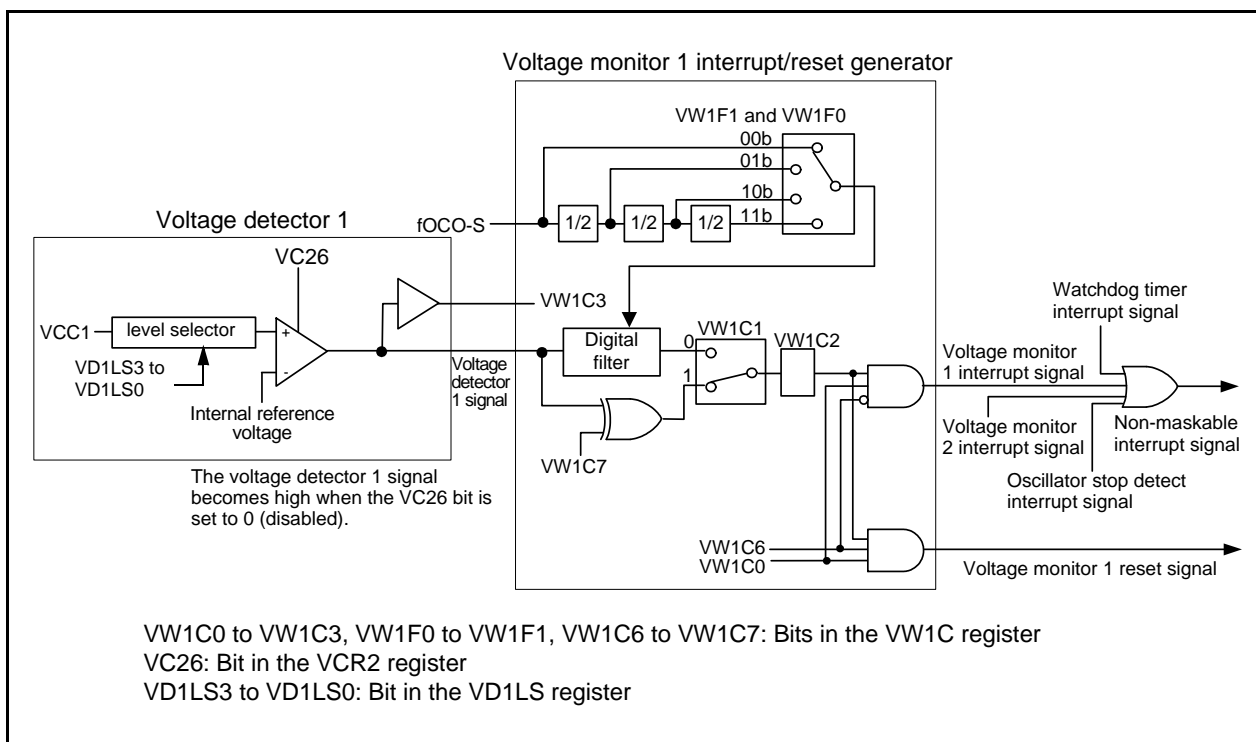 Voltage monitor 1 interrupt/reset generator
VW1F1 and VW1F0
00b
01b
10b
11b
fOCO-S
1/2
1/2
1/2
Voltage detector 1
VC26
VW1C3
VCC1
level selector
+
-
VD1LS3 to
VD1LS0
Internal reference
voltage
Voltage
detector
1 signal
The voltage detector 1 signal
becomes high when the VC26 bit is
set to 0 (disabled).
Digital
filter
VW1C7
VW1C1
0
1
VW1C2
VW1C6
VW1C0
Watchdog timer
interrupt signal
Voltage monitor
1 interrupt signal
Voltage monitor
2 interrupt signal
Non-maskable
interrupt signal
Oscillator stop detect
interrupt signal
Voltage monitor 1 reset signal
VW1C0 to VW1C3, VW1F0 to VW1F1, VW1C6 to VW1C7: Bits in the VW1C register
VC26: Bit in the VCR2 register
VD1LS3 to VD1LS0: Bit in the VD1LS register